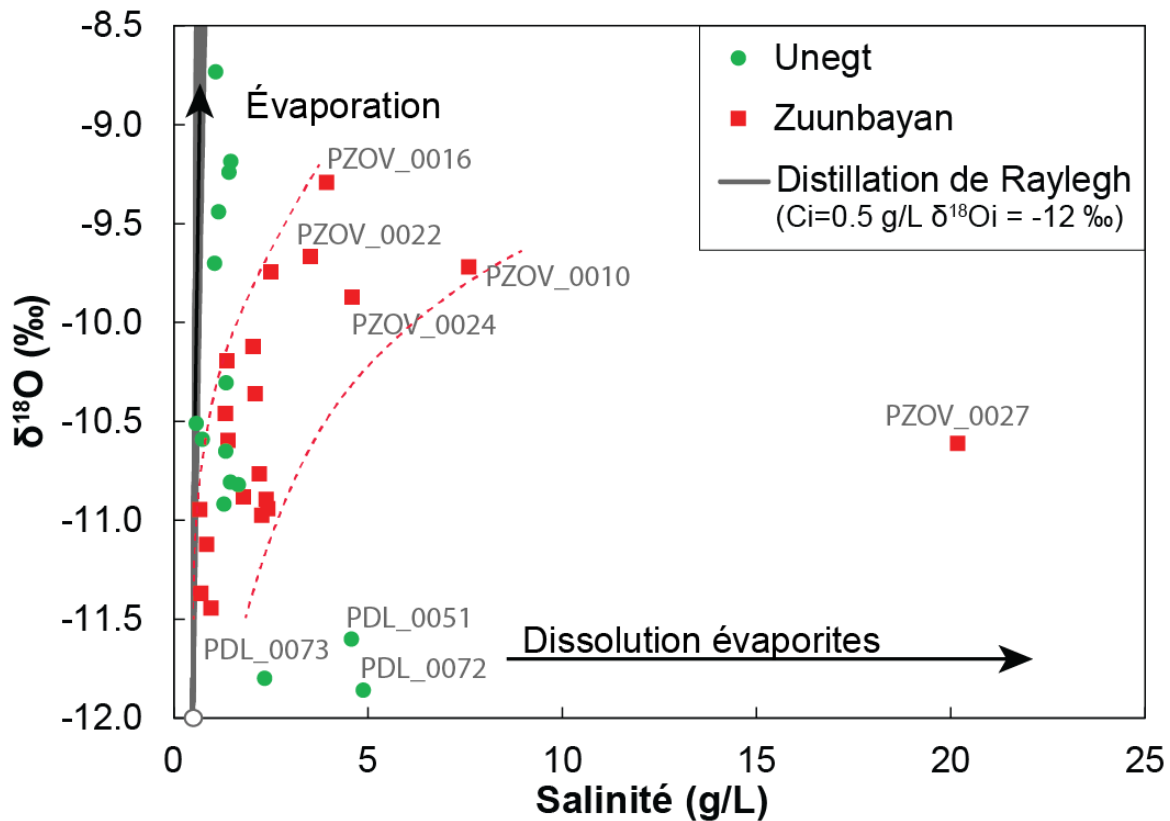 -8.5
-9.0
-9.5
-10.0
-10.5
-11.0
-11.5
-12.0
δ¹⁸O (‰)
Évaporation
Unegt
Zuunbayan
Distillation de Raylegh
(Ci=0.5 g/L δ¹⁸Oi = -12 ‰)
PZOV_0016
PZOV_0022
PZOV_0010
PZOV_0024
PZOV_0027
PDL_0051
PDL_0073
PDL_0072
Dissolution évaporites
0 5 10 15 20 25
Salinité (g/L)